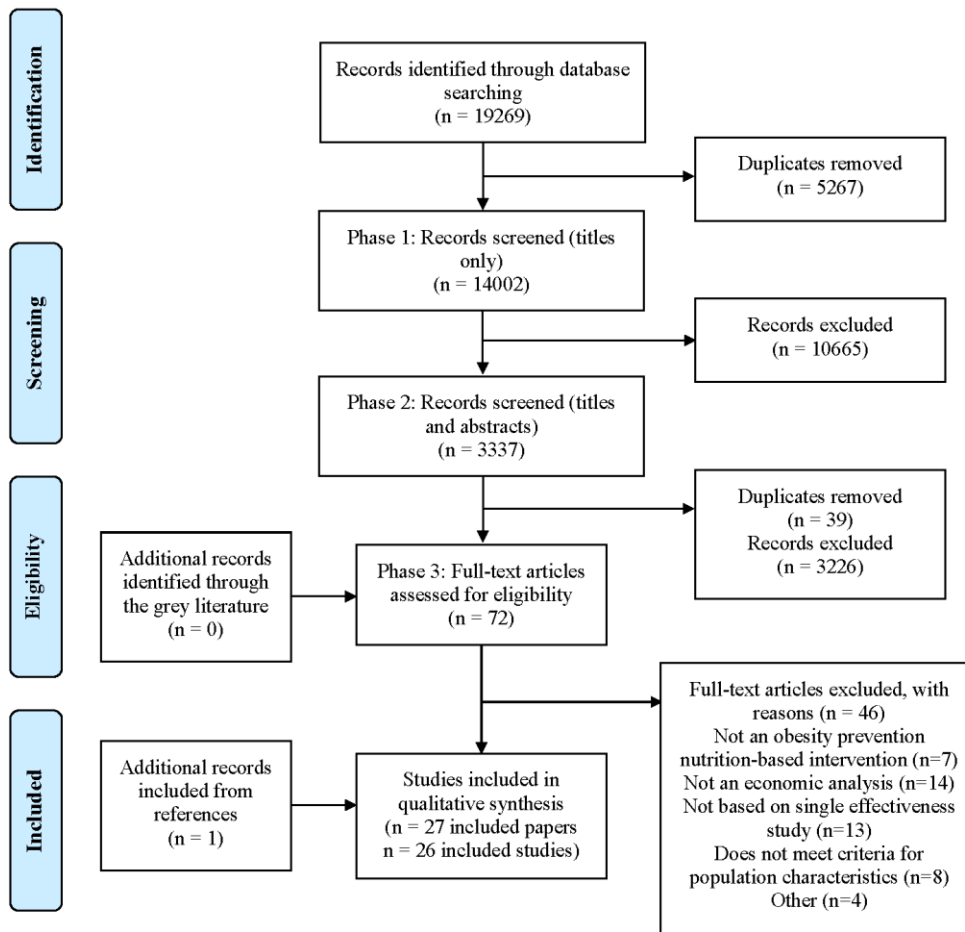 Identification
Records identified through database
searching
(n = 19269)
Duplicates removed
(n = 5267)
Phase 1: Records screened (titles
only)
(n = 14002)
Screening
Records excluded
(n = 10665)
Phase 2: Records screened (titles
and abstracts)
(n = 3337)
Eligibility
Duplicates removed
(n = 39)
Records excluded
(n = 3226)
Additional records
identified through
the grey literature
(n = 0)
Phase 3: Full-text articles
assessed for eligibility
(n = 72)
Full-text articles excluded, with
reasons (n = 46)
Not an obesity prevention
nutrition-based intervention (n=7)
Not an economic analysis (n=14)
Not based on single effectiveness
study (n=13)
Does not meet criteria for
population characteristics (n=8)
Other (n=4)
Included
Additional records
included from
references
(n = 1)
Studies included in
qualitative synthesis
(n = 27 included papers
n = 26 included studies)